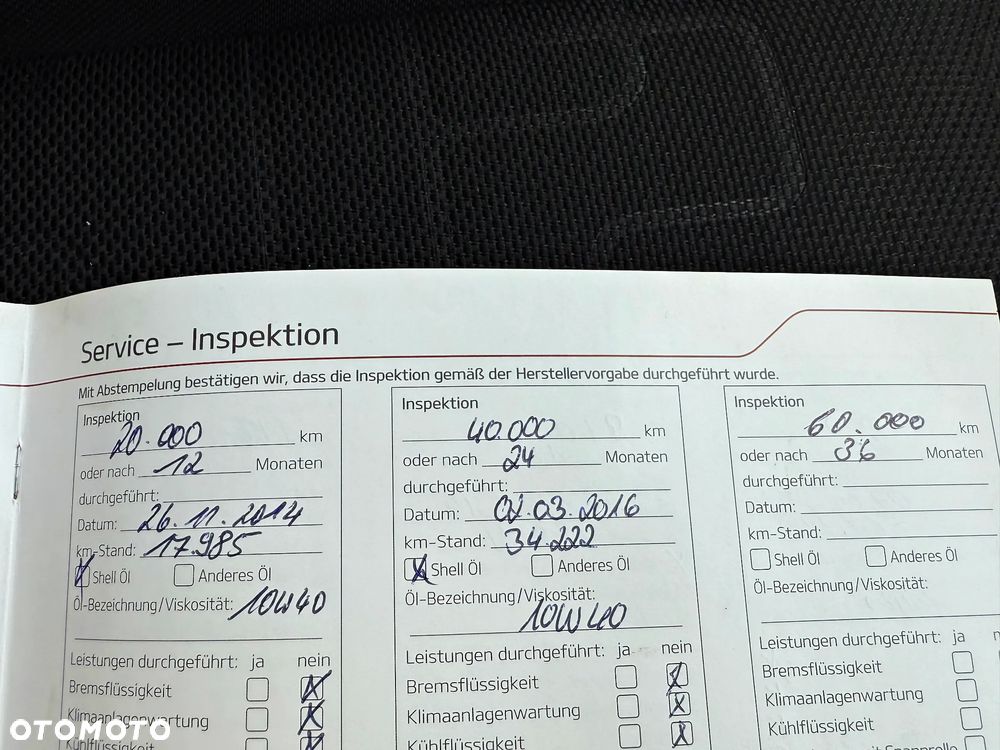 Service – Inspektion
Mit Abstempelung bestätigen wir, dass die Inspektion gemäß der Herstellervorgabe durchgeführt wurde.
Inspektion
20.000 km
oder nach 12 Monaten
durchgeführt:
Datum: 26.11.2014
km-Stand: 17.985
Shell Öl Anderes Öl
Öl-Bezeichnung/Viskosität: 10W40
Leistungen durchgeführt: ja nein
Bremsflüssigkeit
Klimaanlagenwartung
Kühlflüssigkeit
Inspektion
40.000 km
oder nach 24 Monaten
durchgeführt:
Datum: 02.03.2016
km-Stand: 34.222
Shell Öl Anderes Öl
Öl-Bezeichnung/Viskosität:
10W40
Leistungen durchgeführt: ja nein
Bremsflüssigkeit
Klimaanlagenwartung
Kühlflüssigkeit
Inspektion
60.000 km
oder nach 36 Monaten
durchgeführt:
Datum:
km-Stand:
Shell Öl Anderes Öl
Öl-Bezeichnung/Viskosität:
Leistungen durchgeführt: ja
Bremsflüssigkeit
Klimaanlagenwartung
Kühlflüssigkeit
OTOMOTO